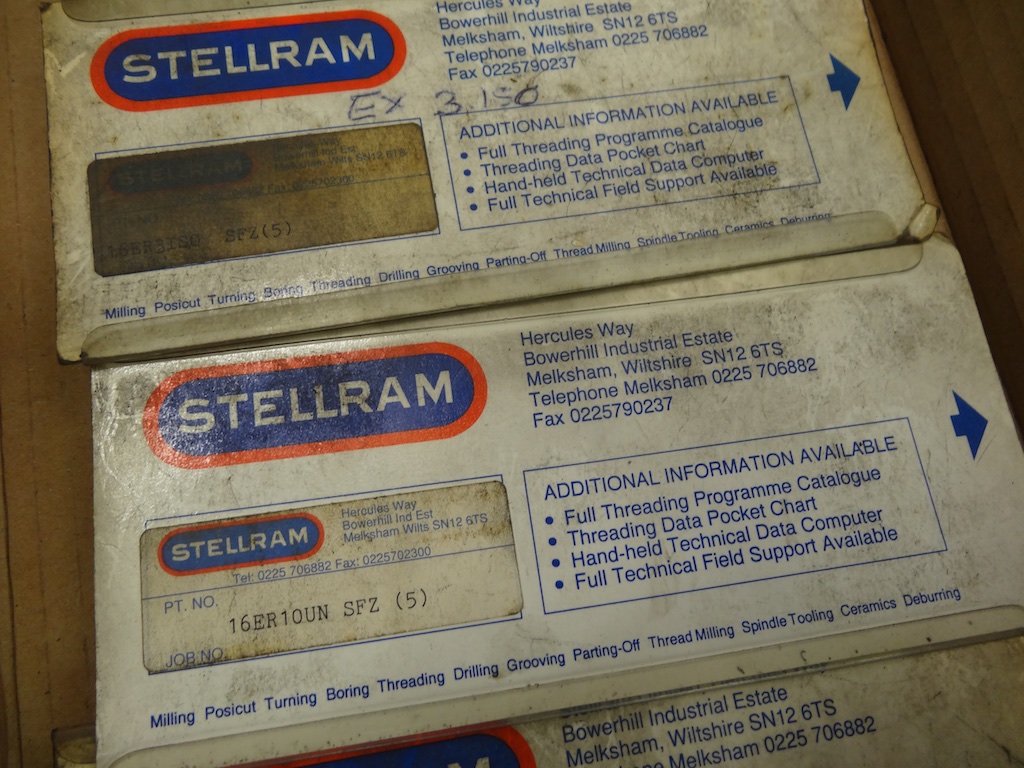 STELLRAM
Hercules Way
Bowerhill Industrial Estate
Melksham, Wiltshire SN12 6TS
Telephone Melksham 0225 706882
Fax 0225790237
EX 3.150
STELLRAM
Melksham, Wilts SN12 6TS
16ER3ISO SFZ(5)
ADDITIONAL INFORMATION AVAILABLE
• Full Threading Programme Catalogue
• Threading Data Pocket Chart
• Hand-held Technical Data Computer
• Full Technical Field Support Available
Milling Posicut Turning Boring Threading Drilling Grooving Parting-Off Thread Milling Spindle Tooling Ceramics Deburring
STELLRAM
Hercules Way
Bowerhill Industrial Estate
Melksham, Wiltshire SN12 6TS
Telephone Melksham 0225 706882
Fax 0225790237
STELLRAM
Hercules Way
Bowerhill Ind Est
Melksham Wilts SN12 6TS
Tel: 0225 706882 Fax: 0225702300
PT. NO.
16ER10UN SFZ (5)
JOB NO.
ADDITIONAL INFORMATION AVAILABLE
• Full Threading Programme Catalogue
• Threading Data Pocket Chart
• Hand-held Technical Data Computer
• Full Technical Field Support Available
Milling Posicut Turning Boring Threading Drilling Grooving Parting-Off Thread Milling Spindle Tooling Ceramics Deburring
Bowerhill Industrial Estate
Melksham, Wiltshire SN12 6TS
Melksham 0225 706882